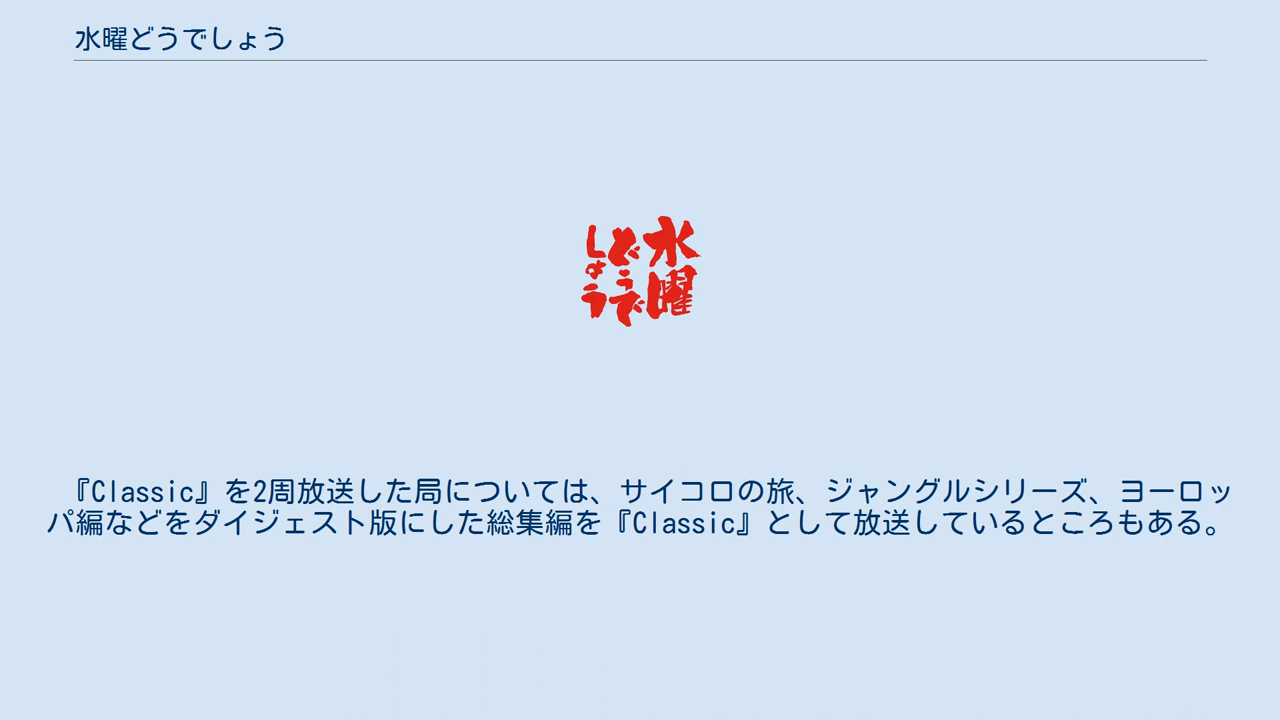 水曜どうでしょう
水曜
どうで
しょう
『Classic』を2周放送した局については、サイコロの旅、ジャングルシリーズ、ヨーロッ
パ編などをダイジェスト版にした総集編を『Classic』として放送しているところもある。